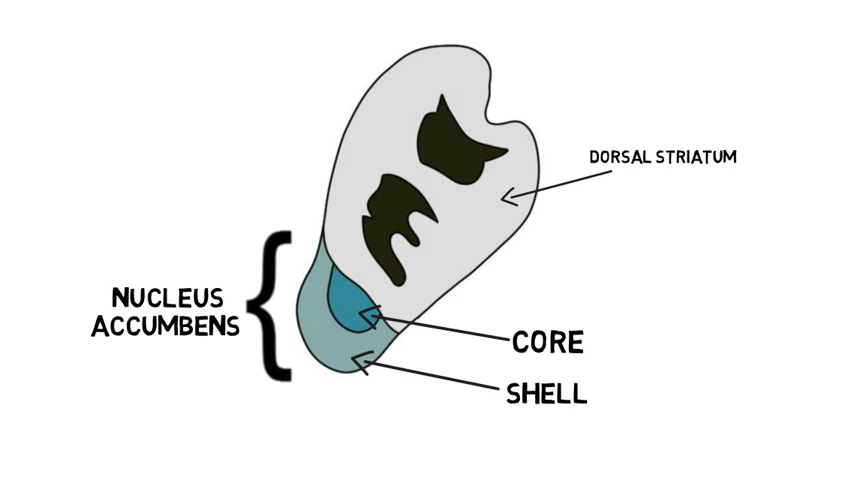 DORSAL STRIATUM
NUCLEUS
ACCUMBENS
CORE
SHELL